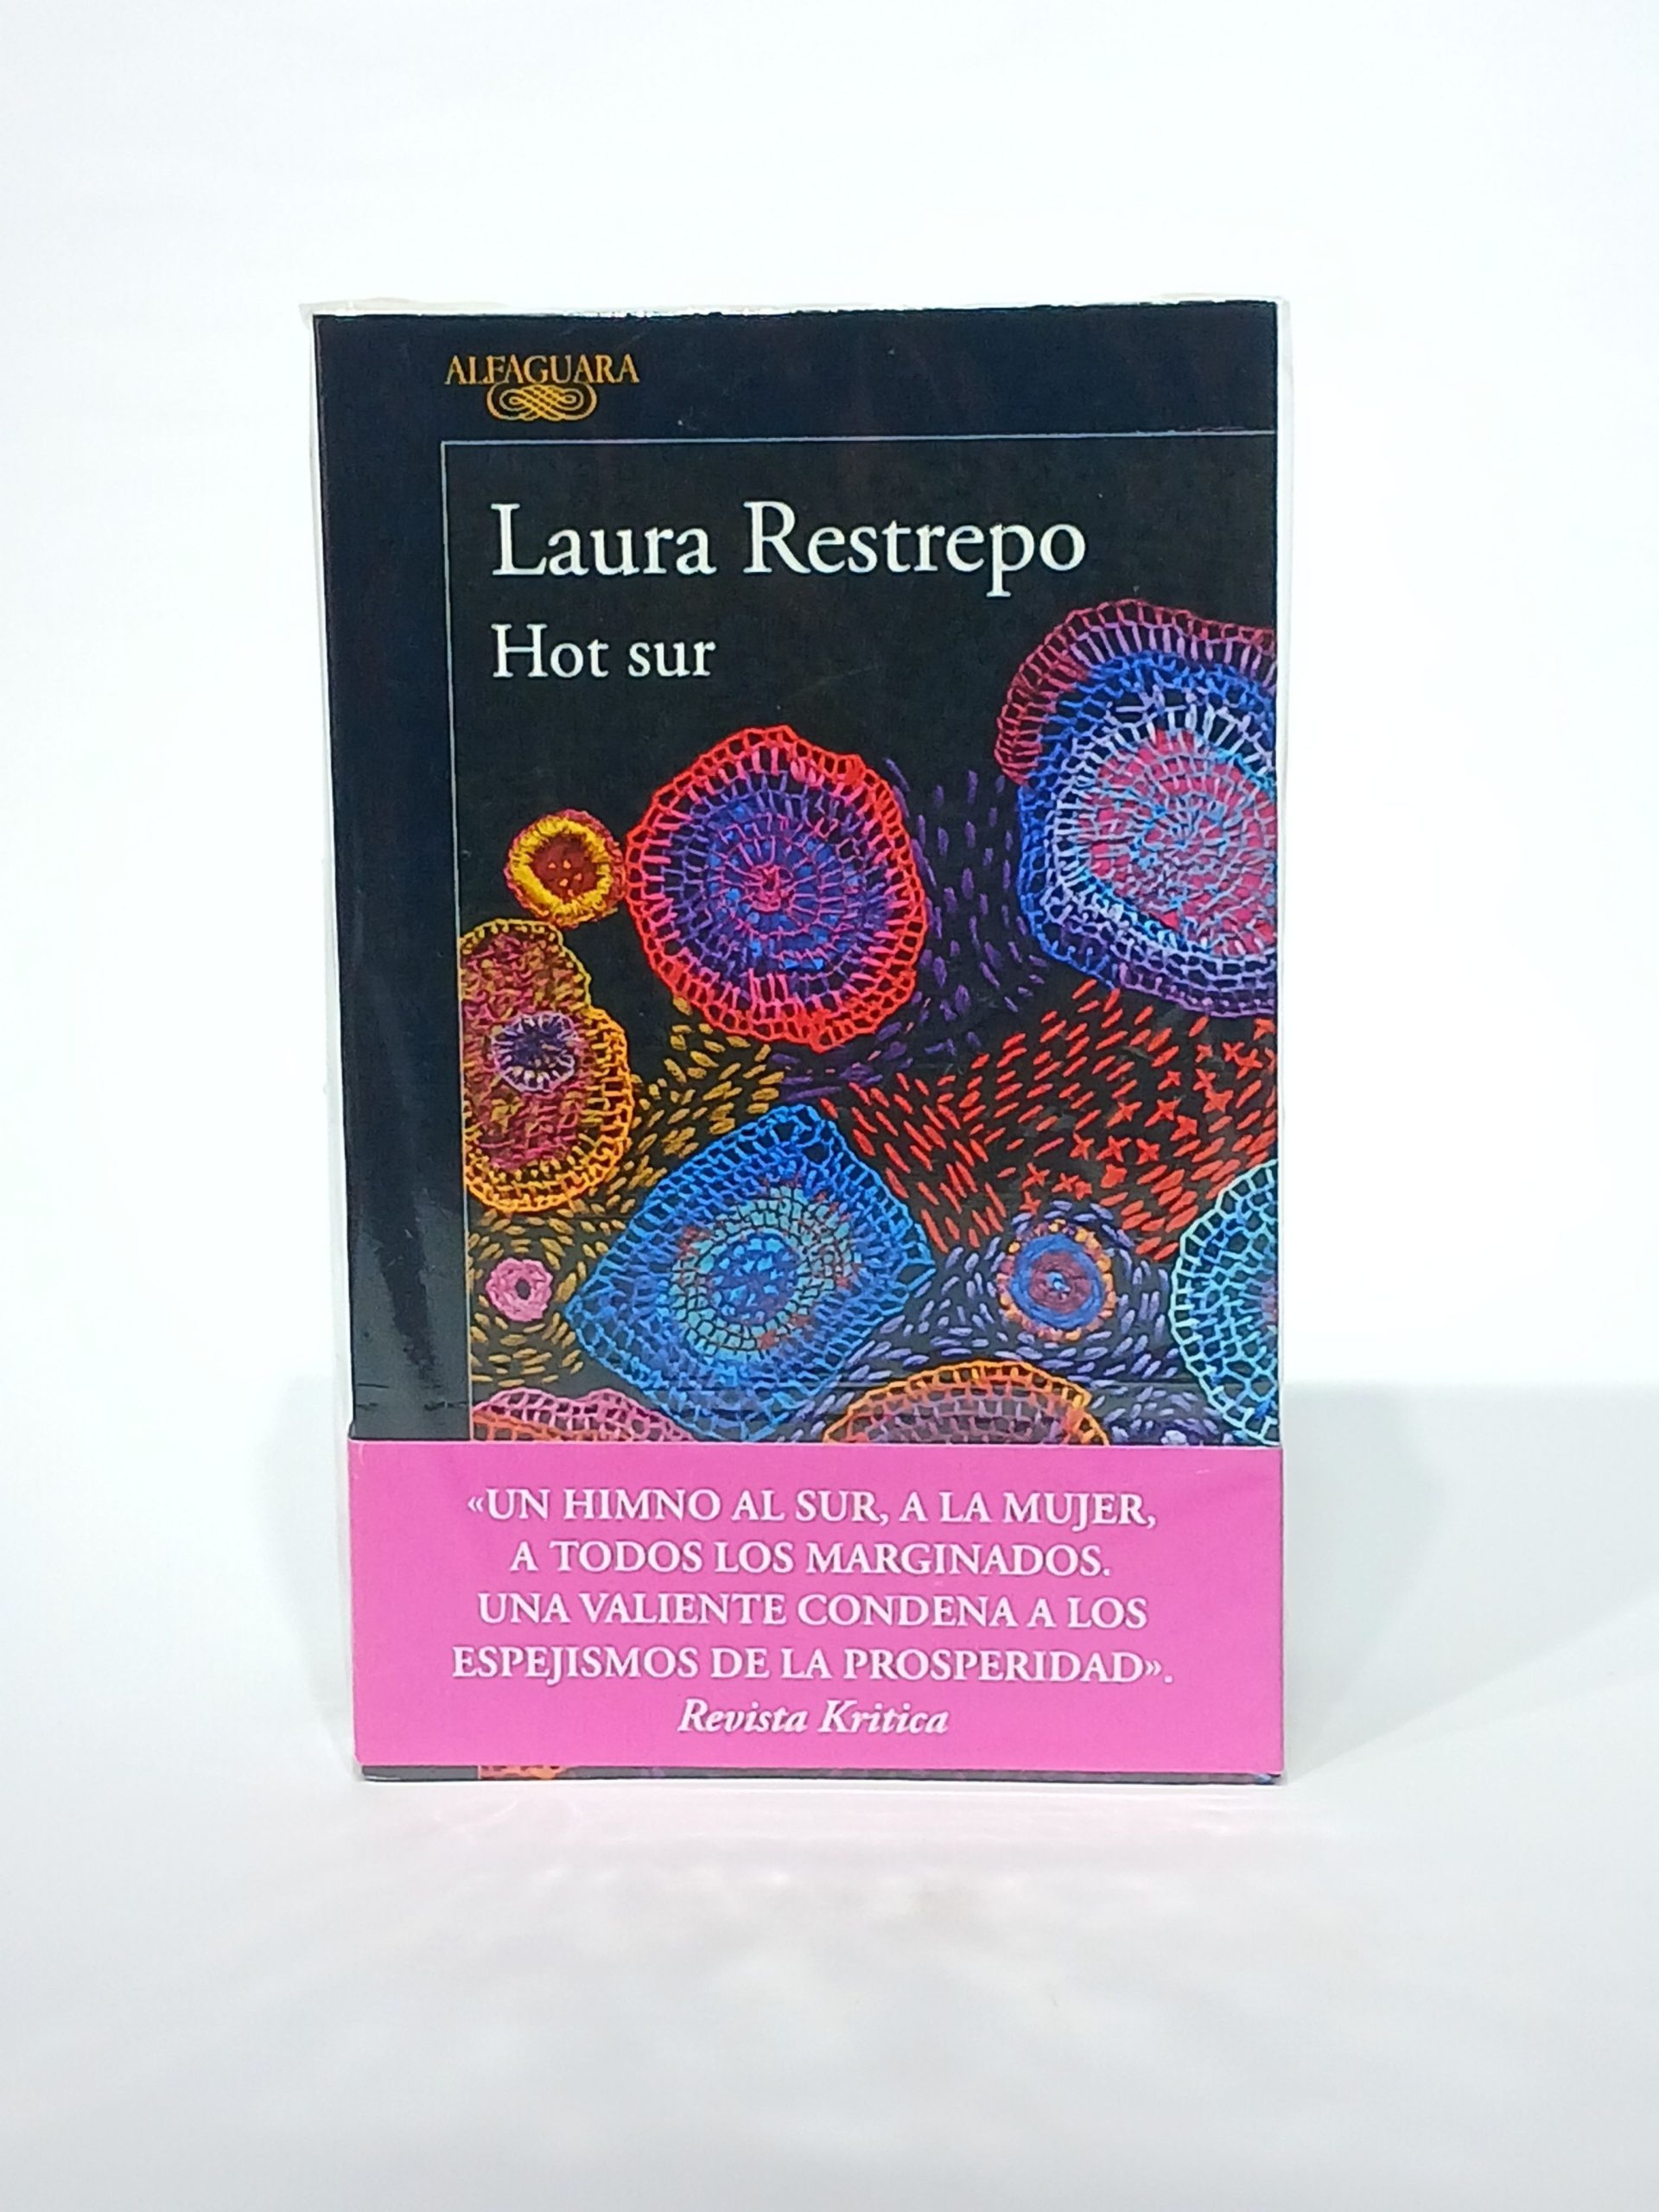 ALFAGUARA
Laura Restrepo
Hot sur
«UN HIMNO AL SUR, A LA MUJER,
A TODOS LOS MARGINADOS.
UNA VALIENTE CONDENA A LOS
ESPEJISMOS DE LA PROSPERIDAD».
Revista Kritica